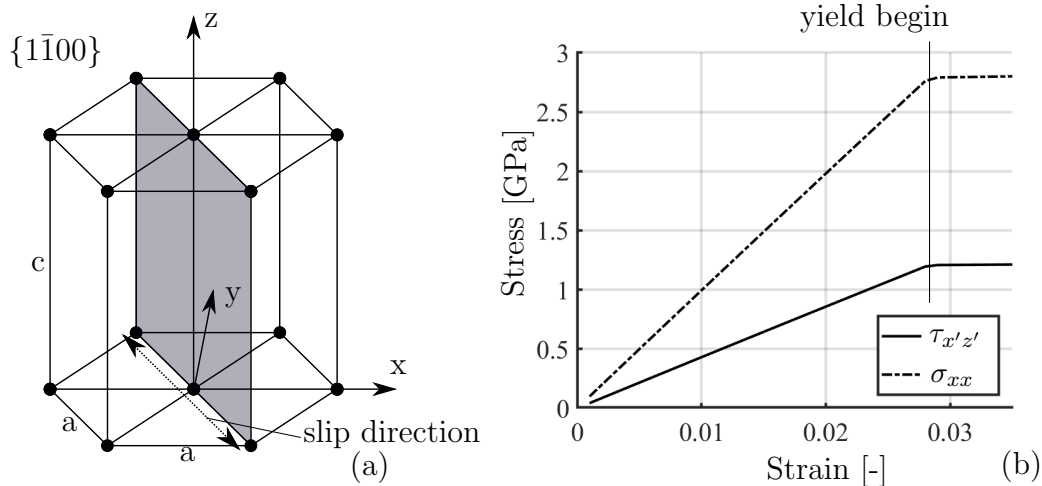 {11̄00}
z
y
x
c
a
a
slip direction
(a)
yield begin
Stress [GPa]
3
2.5
2
1.5
1
0.5
0
0
0.01
0.02
0.03
Strain [-]
τx′z′
σxx
(b)